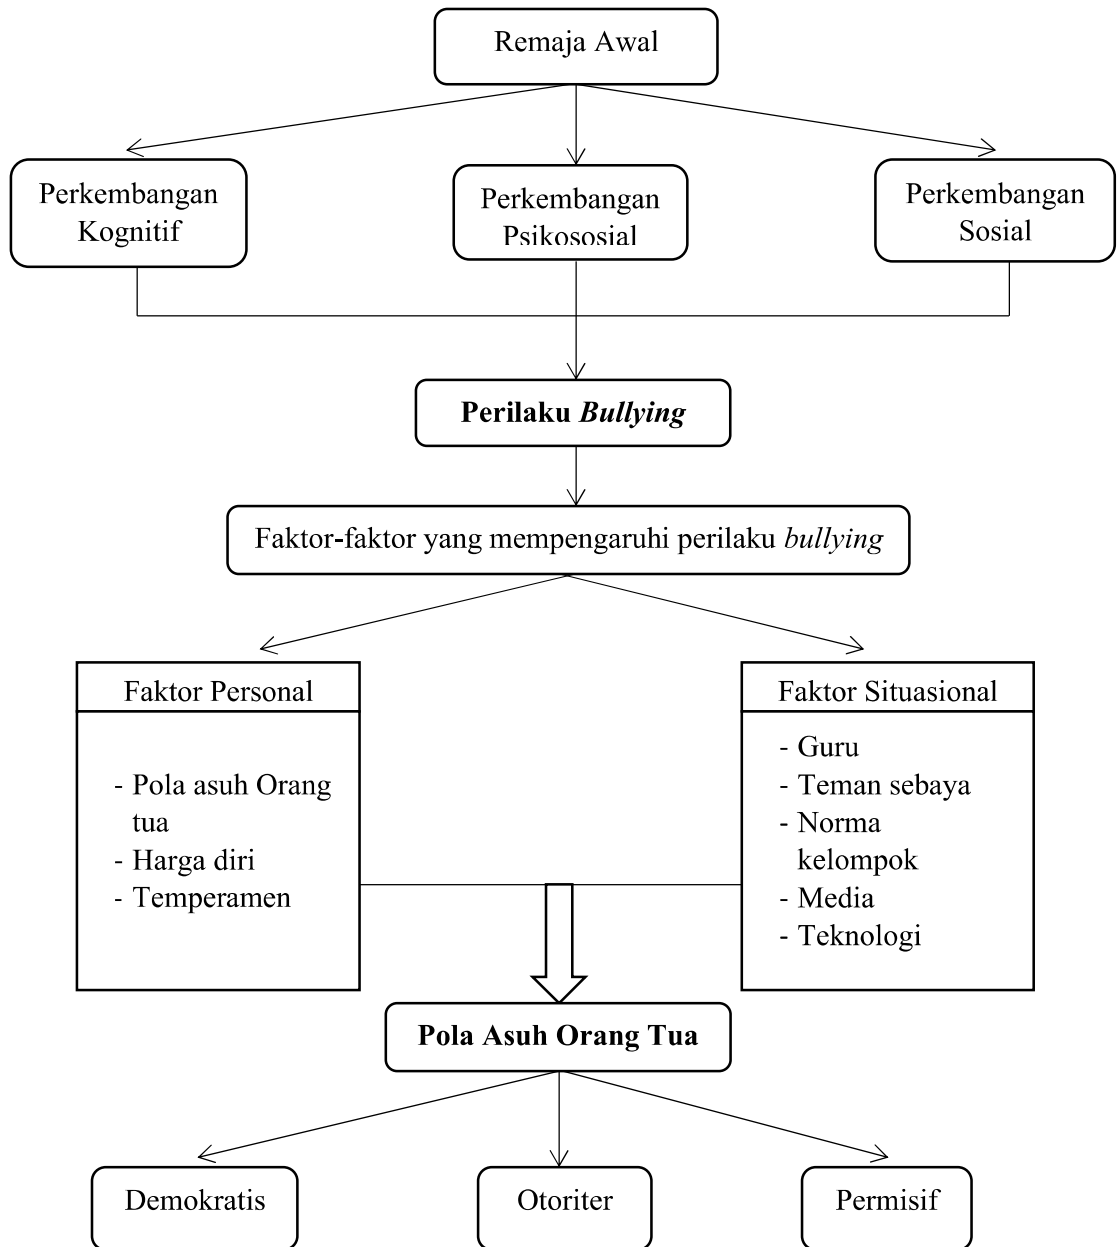 Remaja Awal
Perkembangan
Kognitif
Perkembangan
Psikososial
Perkembangan
Sosial
Perilaku Bullying
Faktor-faktor yang mempengaruhi perilaku bullying
Faktor Personal
- Pola asuh Orang
tua
- Harga diri
- Temperamen
Faktor Situasional
- Guru
- Teman sebaya
- Norma
kelompok
- Media
- Teknologi
Pola Asuh Orang Tua
Demokratis
Otoriter
Permisif